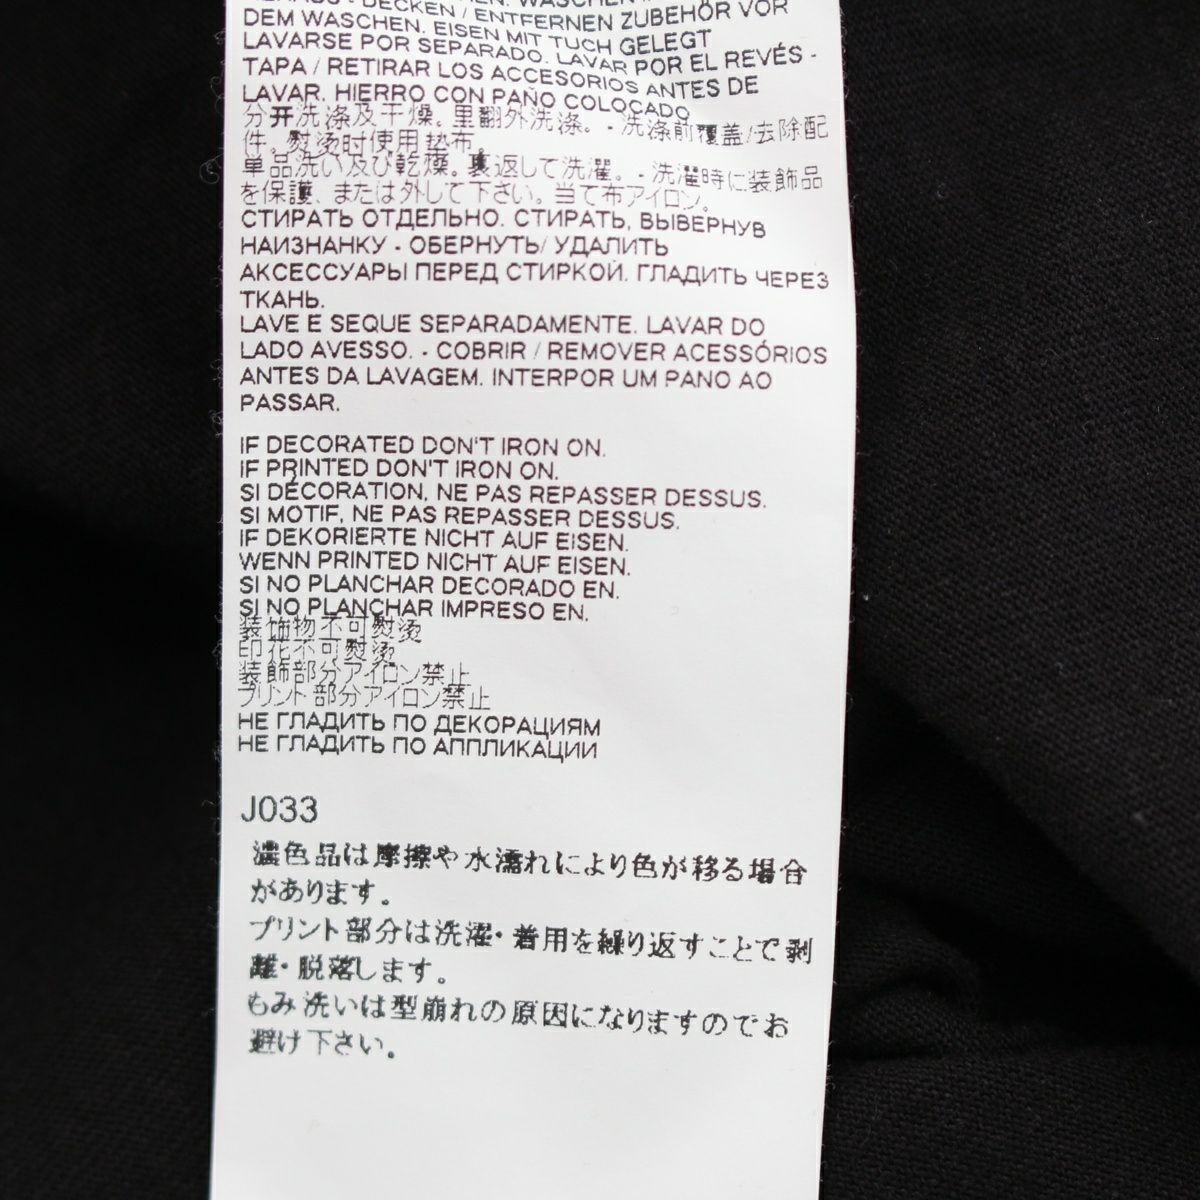 DECKEN / ENTFERNEN ZUBEHÖR VOR
DEM WASCHEN. EISEN MIT TUCH GELEGT
LAVARSE POR SEPARADO. LAVAR POR EL REVÉS -
TAPA / RETIRAR LOS ACCESORIOS ANTES DE
LAVAR. HIERRO CON PAÑO COLOCADO
分开洗涤及干燥。里翻外洗涤。- 洗涤前覆盖/去除配
件。熨烫时使用垫布。
単品洗い及び乾燥。裏返して洗濯。- 洗濯時に装飾品
を保護、または外して下さい。当て布アイロン。
СТИРАТЬ ОТДЕЛЬНО. СТИРАТЬ, ВЫВЕРНУВ
НАИЗНАНКУ - ОБЕРНУТЬ/ УДАЛИТЬ
АКСЕССУАРЫ ПЕРЕД СТИРКОЙ. ГЛАДИТЬ ЧЕРЕЗ
ТКАНЬ.
LAVE E SEQUE SEPARADAMENTE. LAVAR DO
LADO AVESSO. - COBRIR / REMOVER ACESSÓRIOS
ANTES DA LAVAGEM. INTERPOR UM PANO AO
PASSAR.
IF DECORATED DON'T IRON ON.
IF PRINTED DON'T IRON ON.
SI DÉCORATION, NE PAS REPASSER DESSUS.
SI MOTIF, NE PAS REPASSER DESSUS.
IF DEKORIERTE NICHT AUF EISEN.
WENN PRINTED NICHT AUF EISEN.
SI NO PLANCHAR DECORADO EN.
SI NO PLANCHAR IMPRESO EN.
装饰物不可熨烫
印花不可熨烫
装飾部分アイロン禁止
プリント部分アイロン禁止
НЕ ГЛАДИТЬ ПО ДЕКОРАЦИЯМ
НЕ ГЛАДИТЬ ПО АППЛИКАЦИИ
J033
濃色品は摩擦や水濡れにより色が移る場合
があります。
プリント部分は洗濯・着用を繰り返すことで剥
離・脱落します。
もみ洗いは型崩れの原因になりますのでお
避け下さい。